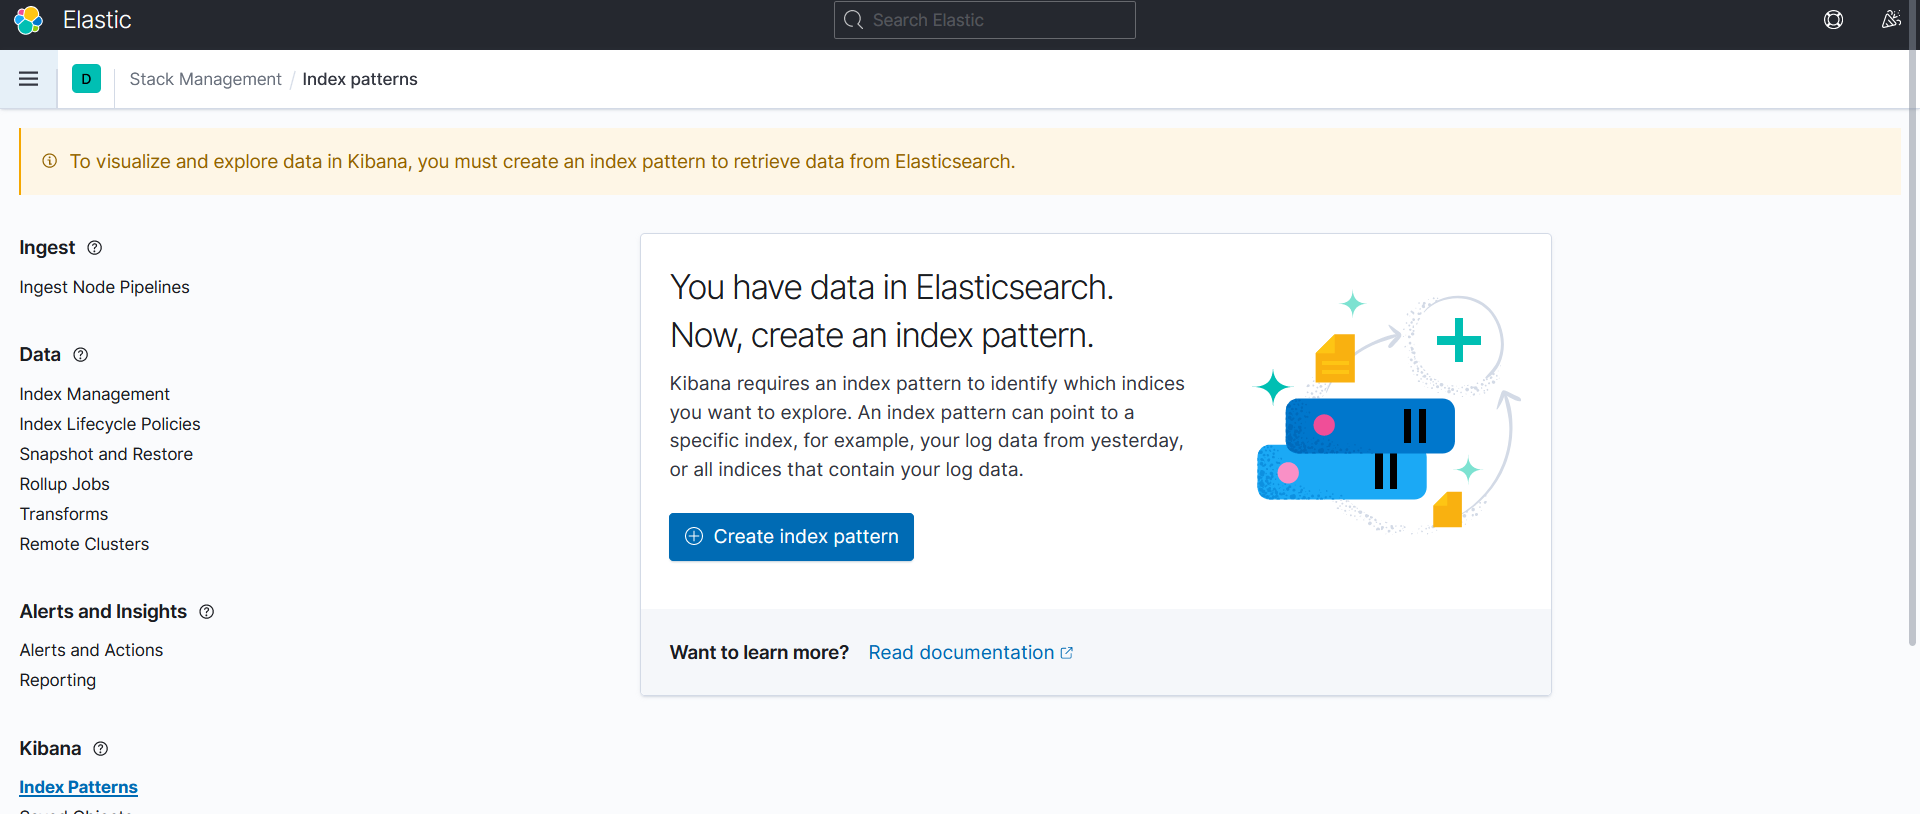 Elastic
Search Elastic
D
Stack Management / Index patterns
To visualize and explore data in Kibana, you must create an index pattern to retrieve data from Elasticsearch.
Ingest
Ingest Node Pipelines
Data
Index Management
Index Lifecycle Policies
Snapshot and Restore
Rollup Jobs
Transforms
Remote Clusters
Alerts and Insights
Alerts and Actions
Reporting
Kibana
Index Patterns
You have data in Elasticsearch.
Now, create an index pattern.
Kibana requires an index pattern to identify which indices
you want to explore. An index pattern can point to a
specific index, for example, your log data from yesterday,
or all indices that contain your log data.
Create index pattern
Want to learn more? Read documentation